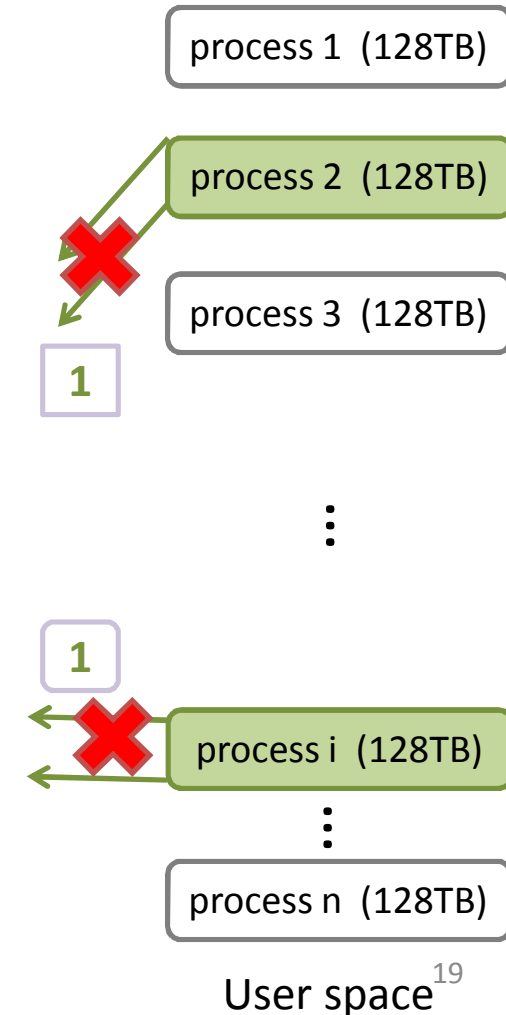 process 1 (128TB)
process 2 (128TB)
process 3 (128TB)
1
...
1
process i (128TB)
...
process n (128TB)
User space
19